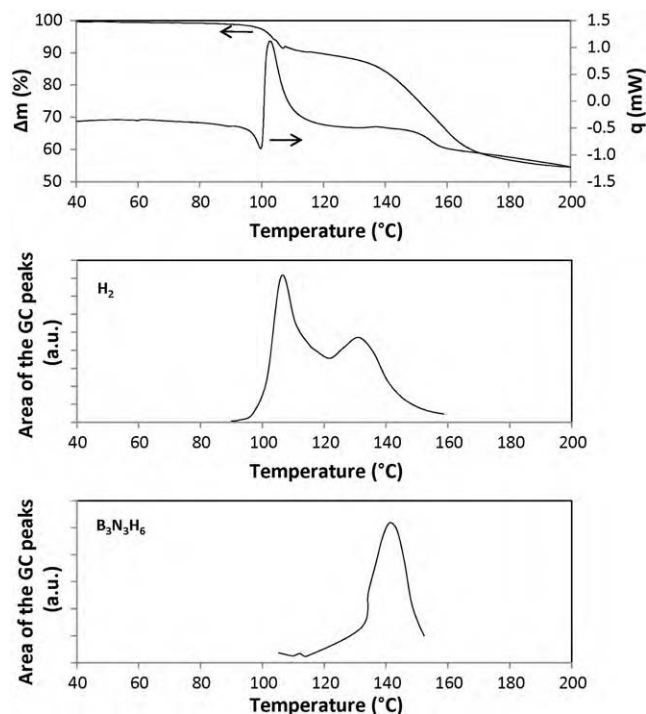 100
90
80
70
60
50
Δm (%)
1.5
1.0
0.5
0.0
-0.5
-1.0
-1.5
q (mW)
40 60 80 100 120 140 160 180 200
Temperature (°C)
H2
Area of the GC peaks
(a.u.)
40 60 80 100 120 140 160 180 200
Temperature (°C)
B3N3H6
Area of the GC peaks
(a.u.)
40 60 80 100 120 140 160 180 200
Temperature (°C)